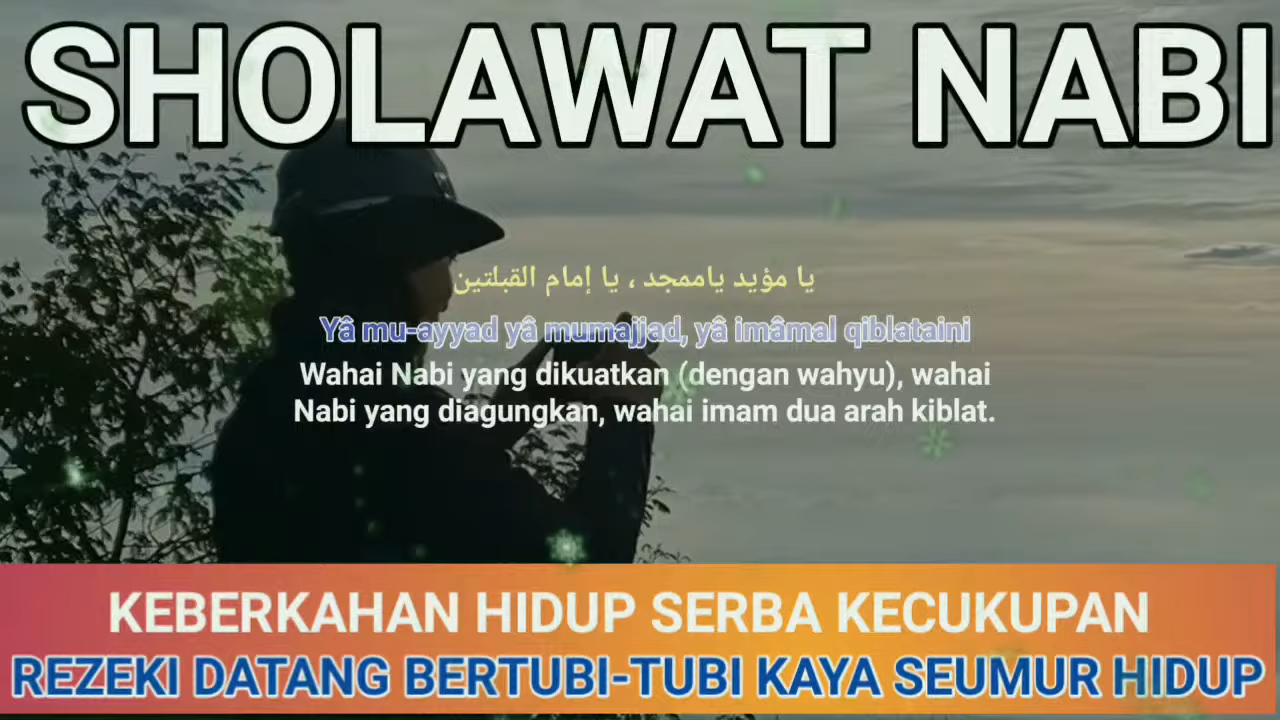 SHOLAWAT NABI
يا مؤيد ياممجد ، يا إمام القبلتين
Yâ mu-ayyad yâ mumajjad, yâ imâmal qiblataini
Wahai Nabi yang dikuatkan (dengan wahyu), wahai
Nabi yang diagungkan, wahai imam dua arah kiblat.
KEBERKAHAN HIDUP SERBA KECUKUPAN
REZEKI DATANG BERTUBI-TUBI KAYA SEUMUR HIDUP